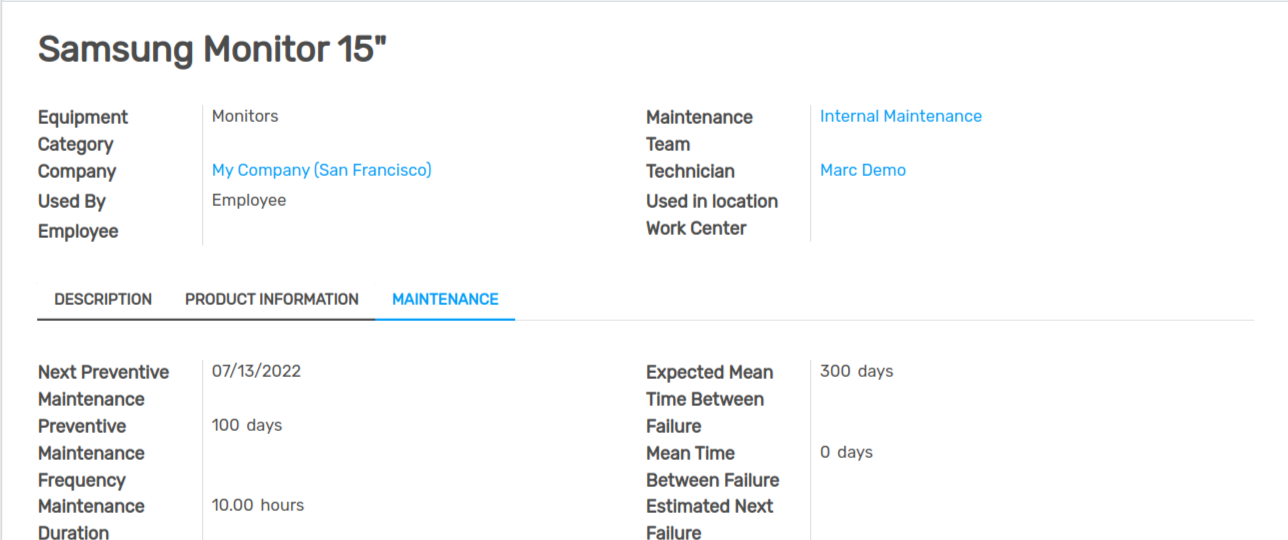 Samsung Monitor 15"
Equipment Monitors
Category
Company My Company (San Francisco)
Used By Employee
Employee
Maintenance Internal Maintenance
Team
Technician Marc Demo
Used in location
Work Center
DESCRIPTION PRODUCT INFORMATION MAINTENANCE
Next Preventive 07/13/2022
Maintenance
Preventive 100 days
Maintenance
Frequency
Maintenance 10.00 hours
Duration
Expected Mean 300 days
Time Between
Failure
Mean Time 0 days
Between Failure
Estimated Next
Failure